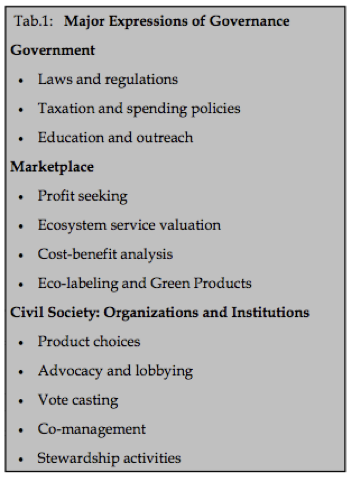 Tab.1: Major Expressions of Governance
Government
• Laws and regulations
• Taxation and spending policies
• Education and outreach
Marketplace
• Profit seeking
• Ecosystem service valuation
• Cost-benefit analysis
• Eco-labeling and Green Products
Civil Society: Organizations and Institutions
• Product choices
• Advocacy and lobbying
• Vote casting
• Co-management
• Stewardship activities